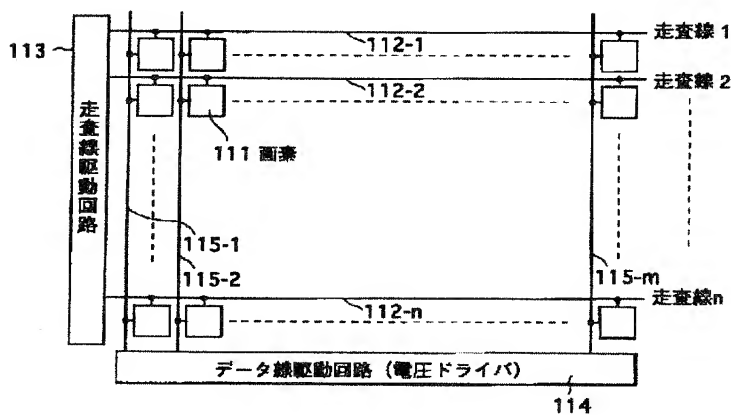 走査線1
113
112-1
走査線2
112-2
111 画素
走査線駆動回路
115-1
115-2
115-m
走査線n
112-n
データ線駆動回路(電圧ドライバ)
114